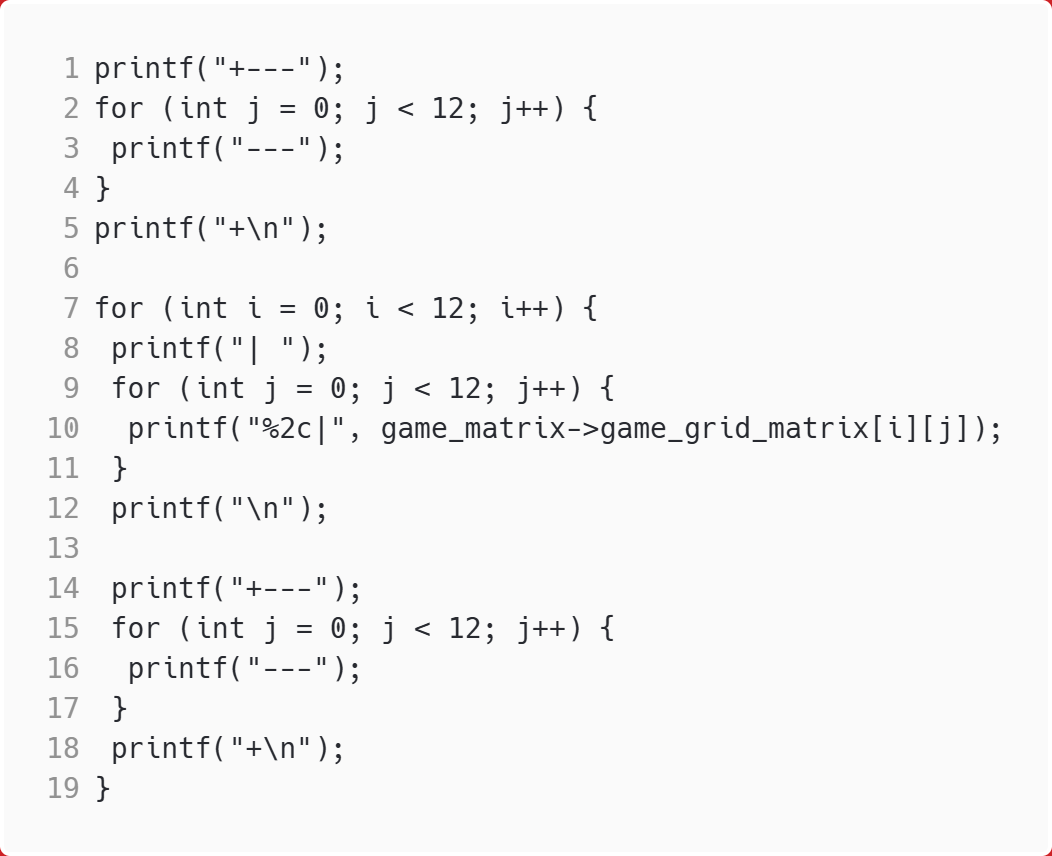 1 printf("+---");
2 for (int j = 0; j < 12; j++) {
3  printf("---");
4 }
5 printf("+\n");
6
7 for (int i = 0; i < 12; i++) {
8  printf("| ");
9  for (int j = 0; j < 12; j++) {
10   printf("%2c|", game_matrix->game_grid_matrix[i][j]);
11  }
12  printf("\n");
13
14  printf("+---");
15  for (int j = 0; j < 12; j++) {
16   printf("---");
17  }
18  printf("+\n");
19 }